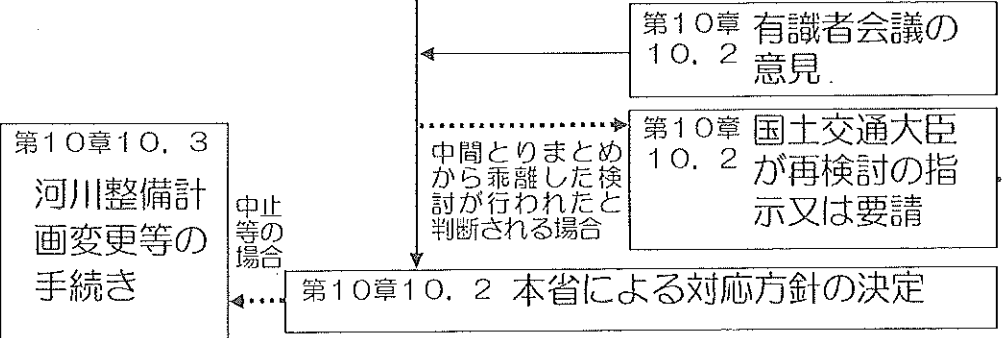 第10章 有識者会議の
10．2 意見
第10章 国土交通大臣
10．2 が再検討の指
示又は要請
中間とりまとめ
から乖離した検
討が行われたと
判断される場合
第10章10．3
河川整備計
画変更等の
手続き
中止
等の
場合
第10章10．2 本省による対応方針の決定